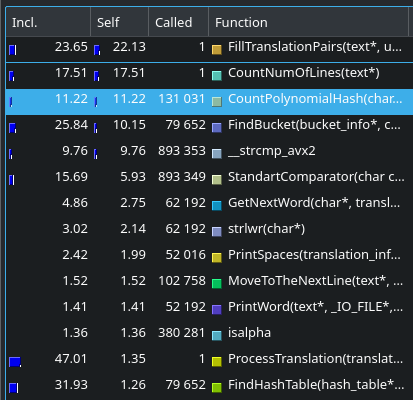 Incl. Self Called Function
23.65 22.13 1 FillTranslationPairs(text*, u...
17.51 17.51 1 CountNumOfLines(text*)
11.22 11.22 131 031 CountPolynomialHash(char...
25.84 10.15 79 652 FindBucket(bucket_info*, c...
9.76 9.76 893 353 __strcmp_avx2
15.69 5.93 893 349 StandartComparator(char c...
4.86 2.75 62 192 GetNextWord(char*, transl...
3.02 2.14 62 192 strlwr(char*)
2.42 1.99 52 016 PrintSpaces(translation_inf...
1.52 1.52 102 758 MoveToTheNextLine(text*, ...
1.41 1.41 52 192 PrintWord(text*, _IO_FILE*,...
1.36 1.36 380 281 isalpha
47.01 1.35 1 ProcessTranslation(translat...
31.93 1.26 79 652 FindHashTable(hash_table*...